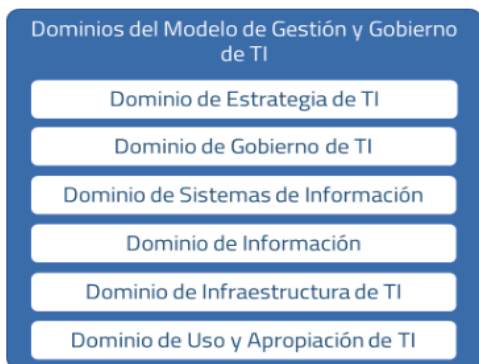 Dominios del Modelo de Gestión y Gobierno
de TI
Dominio de Estrategia de TI
Dominio de Gobierno de TI
Dominio de Sistemas de Información
Dominio de Información
Dominio de Infraestructura de TI
Dominio de Uso y Apropiación de TI